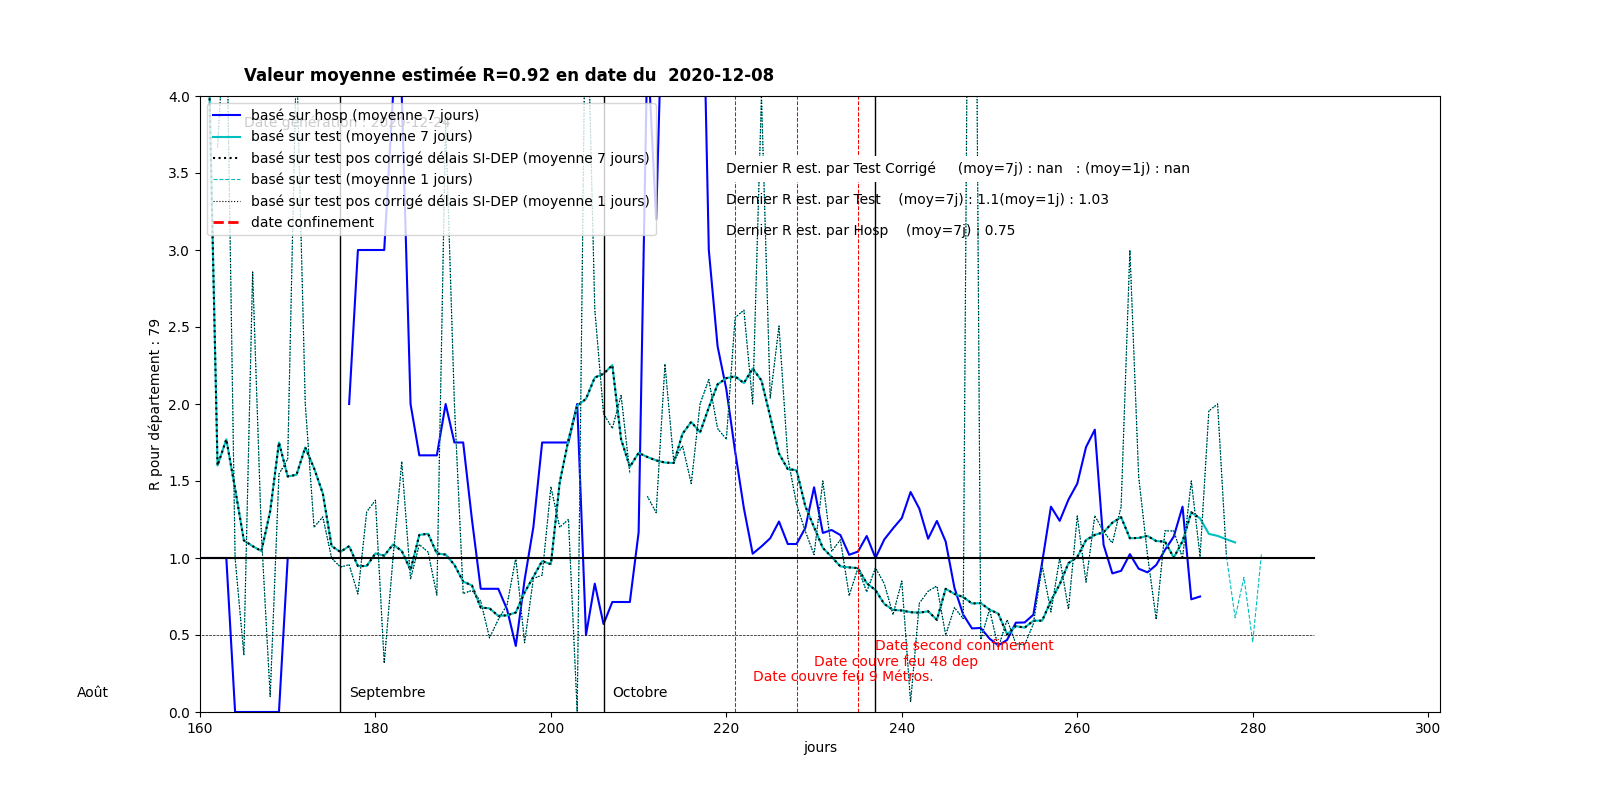 Valeur moyenne estimée R=0.92 en date du  2020-12-08
basé sur hosp (moyenne 7 jours)
basé sur test (moyenne 7 jours)
basé sur test pos corrigé délais SI-DEP (moyenne 7 jours)
basé sur test (moyenne 1 jours)
basé sur test pos corrigé délais SI-DEP (moyenne 1 jours)
date confinement
Dernier R est. par Test Corrigé     (moy=7j) : nan   : (moy=1j) : nan
Dernier R est. par Test    (moy=7j) : 1.1(moy=1j) : 1.03
Dernier R est. par Hosp    (moy=7j) : 0.75
4.0
3.5
3.0
2.5
2.0
1.5
1.0
0.5
0.0
R pour département : 79
Date second confinement
Date couvre feu 48 dep
Date couvre feu 9 Métros.
Août
Septembre
Octobre
160 180 200 220 240 260 280 300
jours